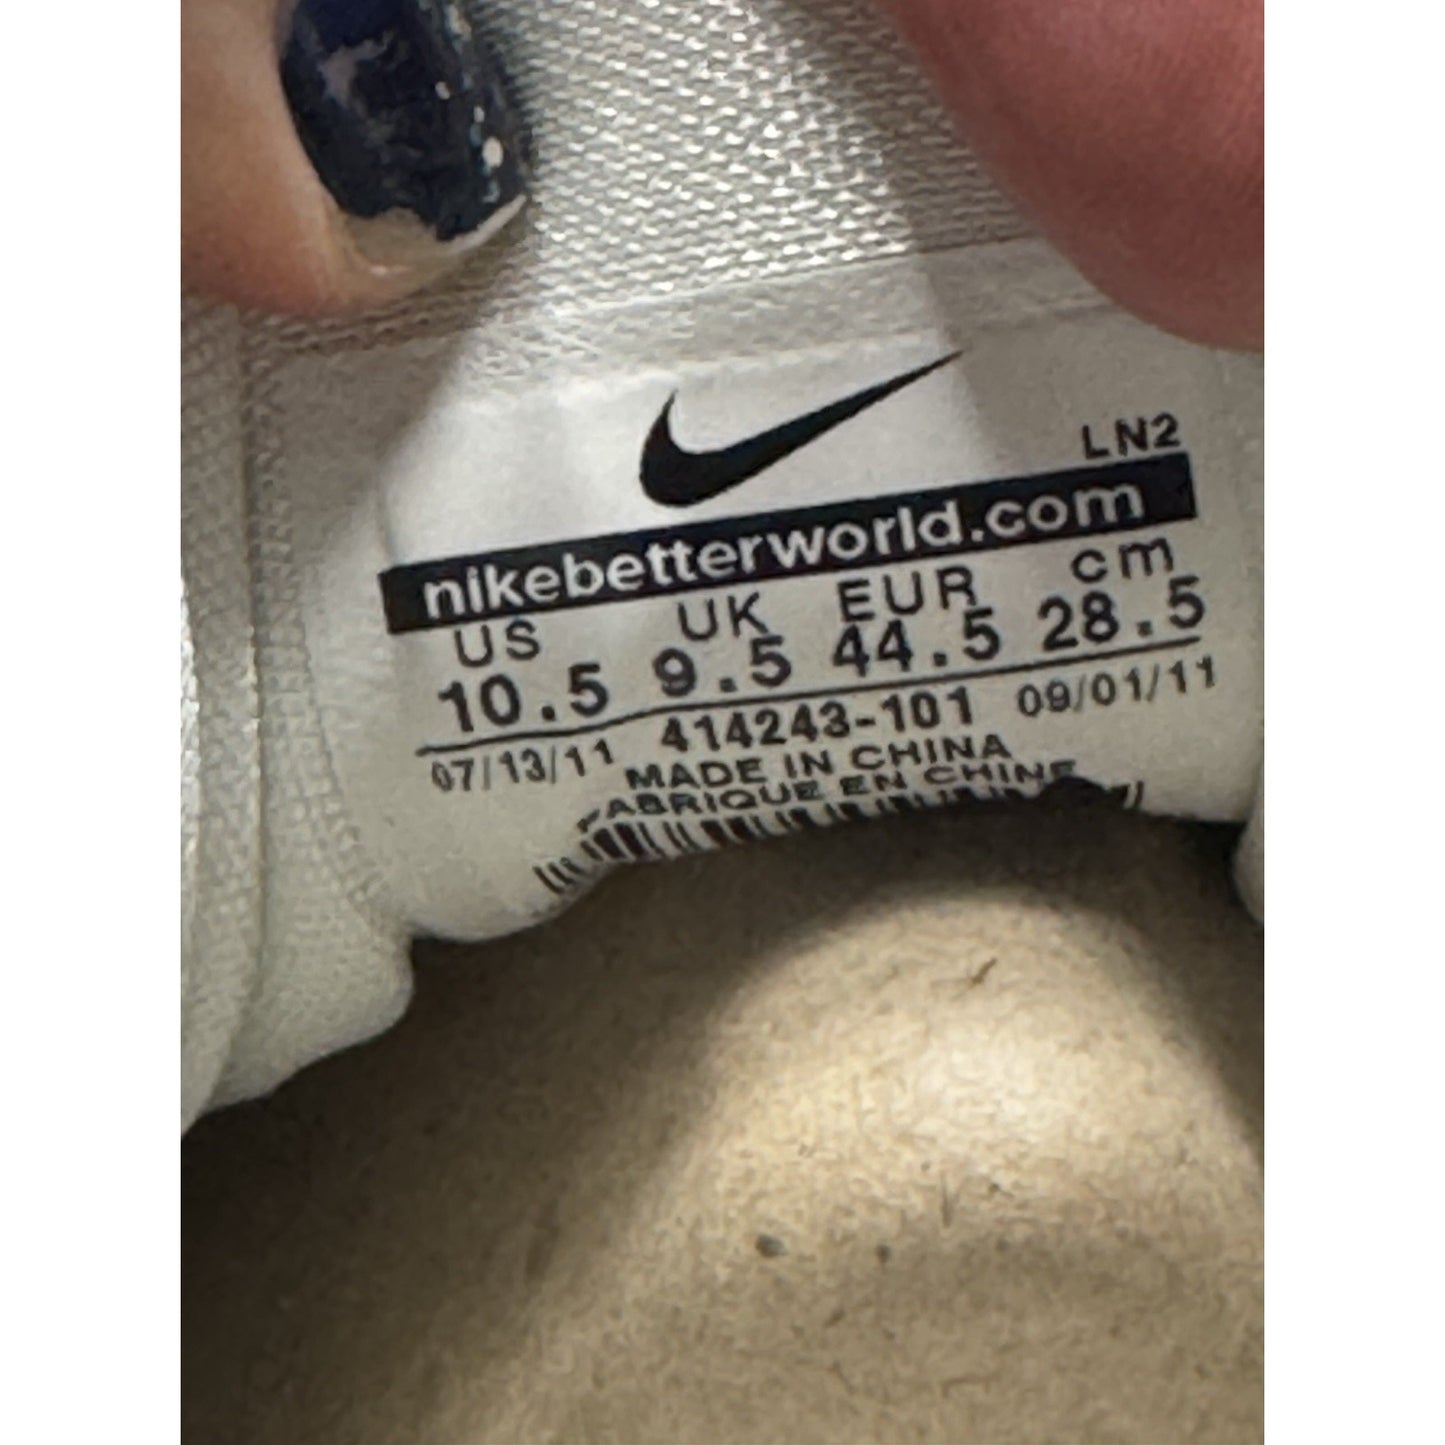 LN2
nikebetterworld.com
US UK EUR cm
10.5 9.5 44.5 28.5
07/13/11 414243-101 09/01/11
MADE IN CHINA
FABRIQUE EN CHINE